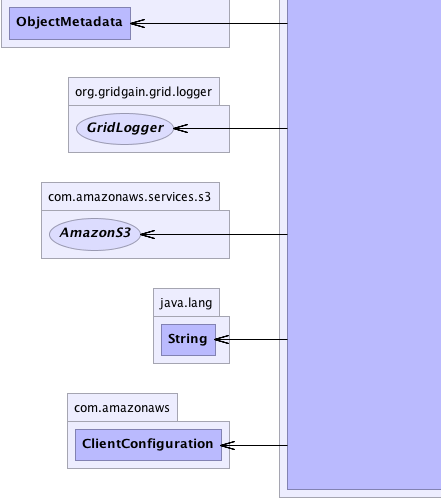 ObjectMetadata
org.gridgain.grid.logger
GridLogger
com.amazonaws.services.s3
AmazonS3
java.lang
String
com.amazonaws
ClientConfiguration